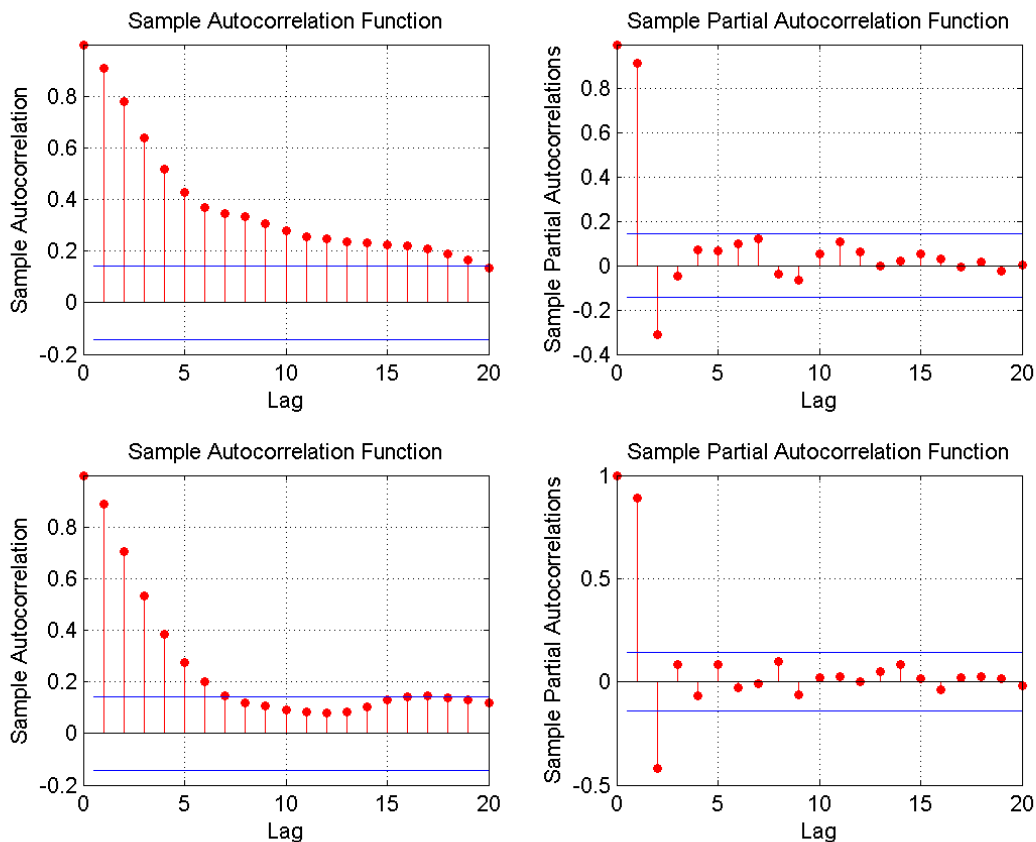 Sample Autocorrelation Function
Sample Autocorrelation
0.8
0.6
0.4
0.2
0
-0.2
0 5 10 15 20
Lag
Sample Partial Autocorrelation Function
Sample Partial Autocorrelations
0.8
0.6
0.4
0.2
0
-0.2
-0.4
0 5 10 15 20
Lag
Sample Autocorrelation Function
Sample Autocorrelation
0.8
0.6
0.4
0.2
0
-0.2
0 5 10 15 20
Lag
Sample Partial Autocorrelation Function
Sample Partial Autocorrelations
1
0.5
0
-0.5
0 5 10 15 20
Lag